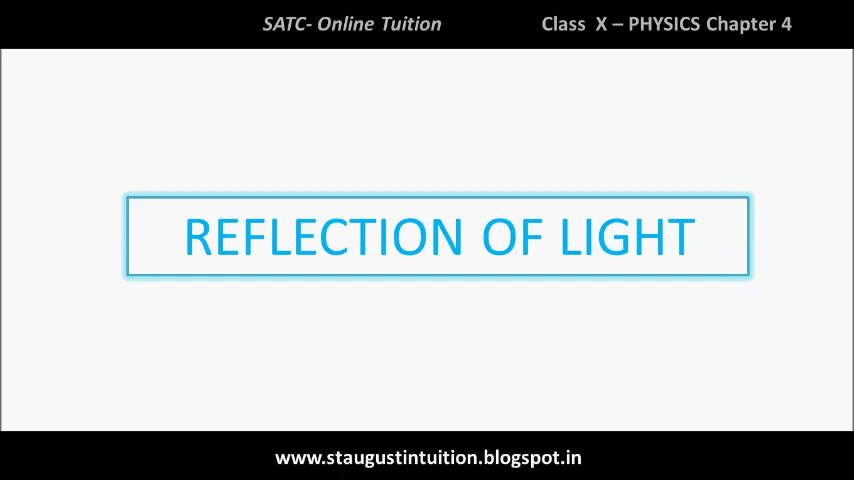 SATC- Online Tuition Class X – PHYSICS Chapter 4
REFLECTION OF LIGHT
www.staugustintuition.blogspot.in